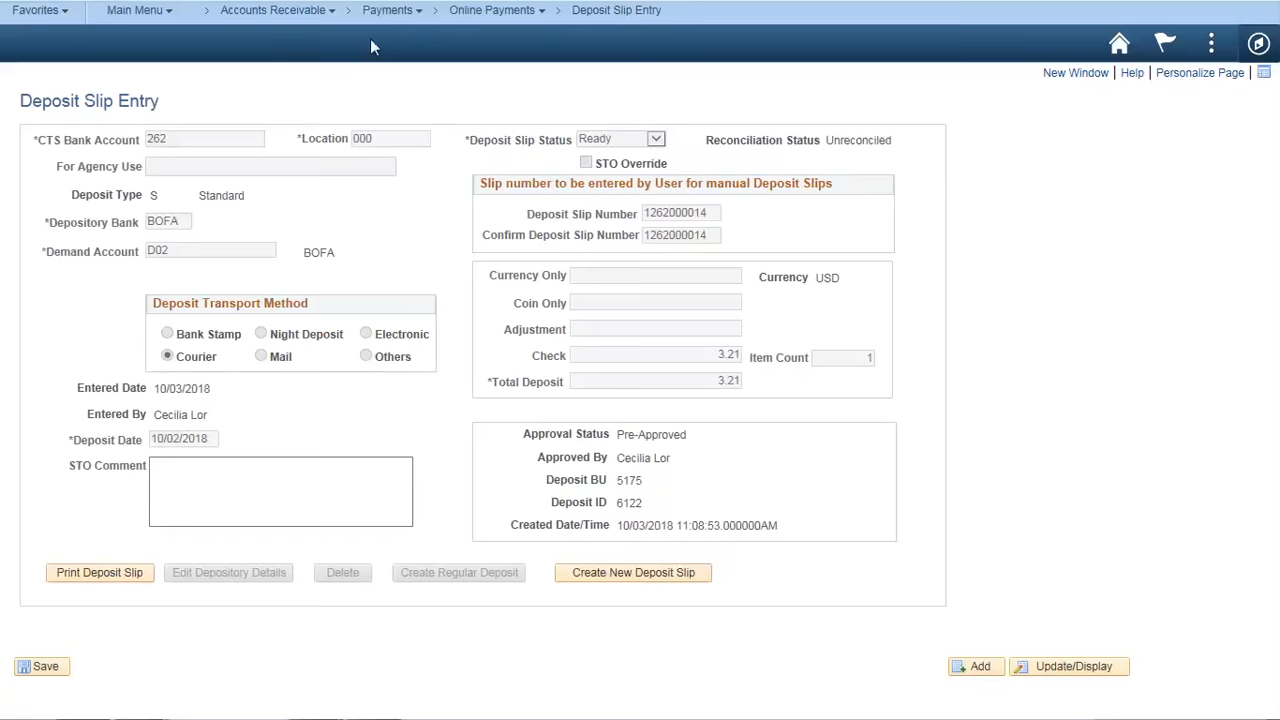 Favorites Main Menu > Accounts Receivable > Payments > Online Payments > Deposit Slip Entry
New Window | Help | Personalize Page |
Deposit Slip Entry
*CTS Bank Account 262 *Location 000 *Deposit Slip Status Ready Reconciliation Status Unreconciled
For Agency Use STO Override
Deposit Type S Standard
Slip number to be entered by User for manual Deposit Slips
*Depository Bank BOFA
Deposit Slip Number 1262000014
Confirm Deposit Slip Number 1262000014
*Demand Account D02 BOFA
Currency Only Currency USD
Coin Only
Adjustment
Check 3.21 Item Count 1
*Total Deposit 3.21
Deposit Transport Method
Bank Stamp Night Deposit Electronic
Courier Mail Others
Entered Date 10/03/2018
Entered By Cecilia Lor
*Deposit Date 10/02/2018
STO Comment
Approval Status Pre-Approved
Approved By Cecilia Lor
Deposit BU 5175
Deposit ID 6122
Created Date/Time 10/03/2018 11:08:53.000000AM
Print Deposit Slip Edit Depository Details Delete Create Regular Deposit Create New Deposit Slip
Save Add Update/Display